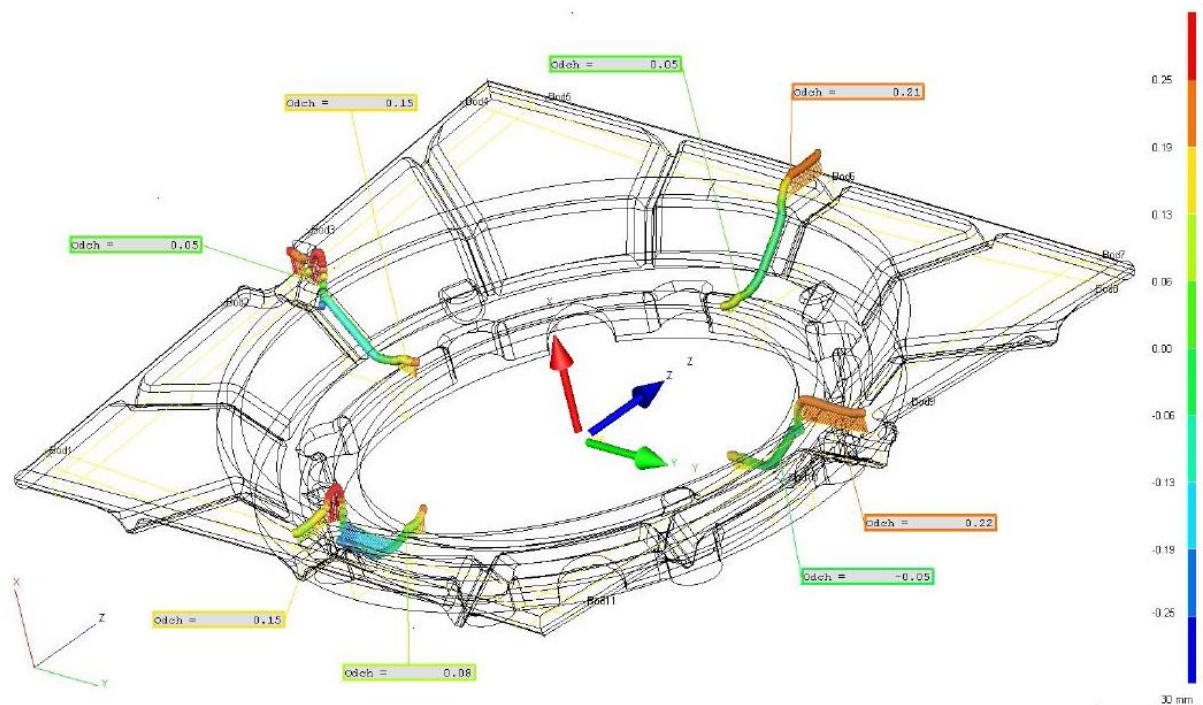 Odch = 0.05
Odch = 0.21
Odch = 0.15
Bod4
Bod5
Bod6
Odch = 0.05
Bod3
Bod7
Bod8
Bod2
X
Z
Z
Y
Y
Bod9
Bod1
Odch = 0.22
Odch = -0.05
Odch = 0.15
Bod11
Odch = 0.08
X
Z
Y
0.25
0.19
0.13
0.06
0.00
-0.06
-0.13
-0.19
-0.25
30 mm